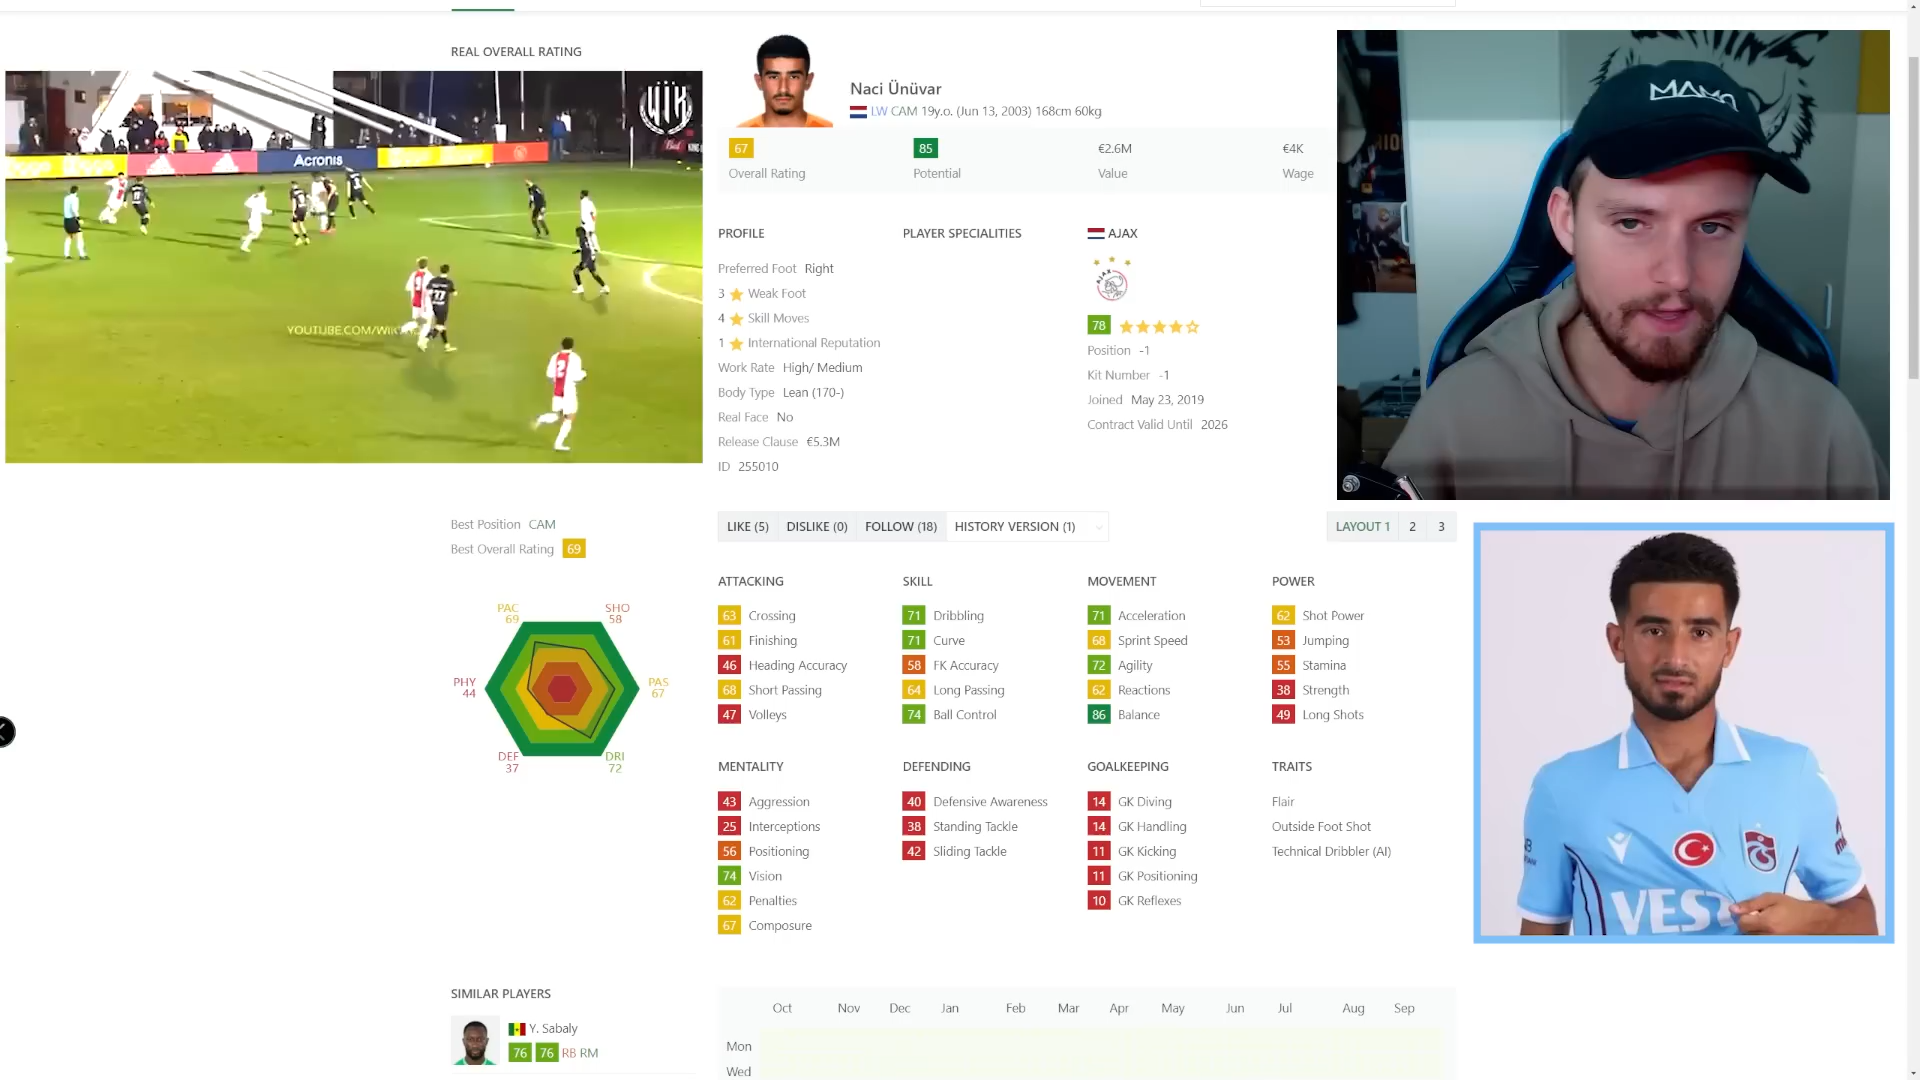 REAL OVERALL RATING
Acronis
WIK
YOUTUBE.COM/WIK
Naci Ünüvar
LW CAM 19y.o. (Jun 13, 2003) 168cm 60kg
67
Overall Rating
85
Potential
€2.6M
Value
€4K
Wage
PROFILE
Preferred Foot Right
3 Weak Foot
4 Skill Moves
1 International Reputation
Work Rate High/ Medium
Body Type Lean (170-)
Real Face No
Release Clause €5.3M
ID 255010
PLAYER SPECIALITIES
AJAX
AJAX
78
Position -1
Kit Number -1
Joined May 23, 2019
Contract Valid Until 2026
Best Position CAM
Best Overall Rating 69
LIKE (5) DISLIKE (0) FOLLOW (18) HISTORY VERSION (1)
LAYOUT 1 2 3
PAC
69
SHO
58
PHY
44
PAS
67
DEF
37
DRI
72
ATTACKING
63 Crossing
61 Finishing
46 Heading Accuracy
68 Short Passing
47 Volleys
SKILL
71 Dribbling
71 Curve
58 FK Accuracy
64 Long Passing
74 Ball Control
MOVEMENT
71 Acceleration
68 Sprint Speed
72 Agility
62 Reactions
86 Balance
POWER
62 Shot Power
53 Jumping
55 Stamina
38 Strength
49 Long Shots
MENTALITY
43 Aggression
25 Interceptions
56 Positioning
74 Vision
62 Penalties
67 Composure
DEFENDING
40 Defensive Awareness
38 Standing Tackle
42 Sliding Tackle
GOALKEEPING
14 GK Diving
14 GK Handling
11 GK Kicking
11 GK Positioning
10 GK Reflexes
TRAITS
Flair
Outside Foot Shot
Technical Dribbler (AI)
VEST
SIMILAR PLAYERS
Y. Sabaly
76 76 RB RM
Oct Nov Dec Jan Feb Mar Apr May Jun Jul Aug Sep
Mon
Wed